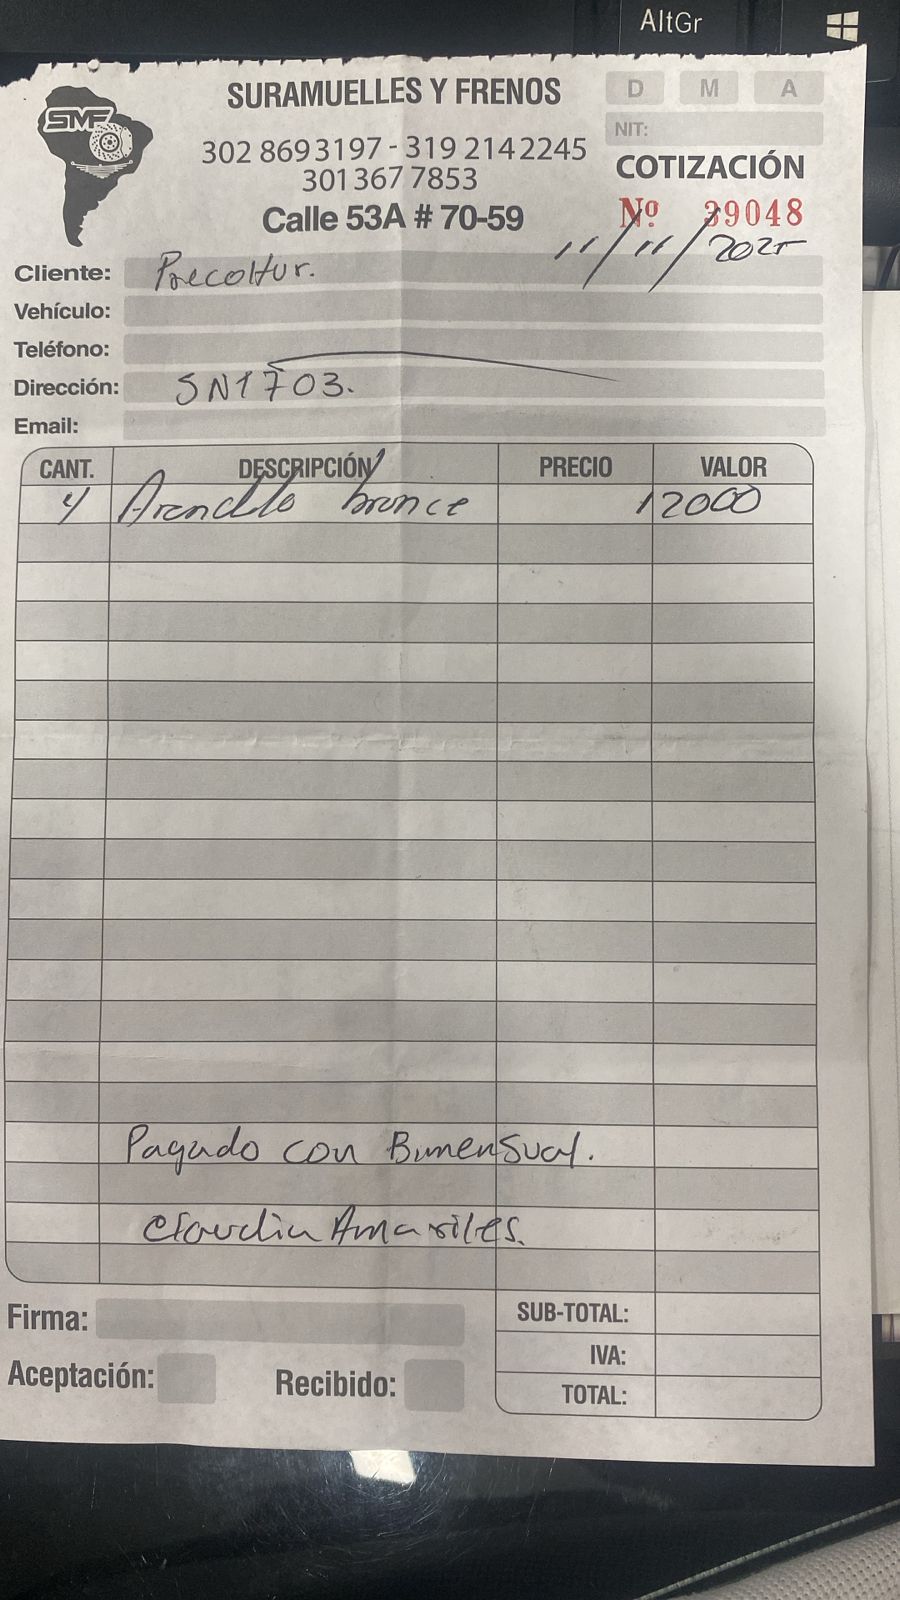 AltGr
SURAMUELLES Y FRENOS
D M A
SMF
NIT:
302 869 3197 - 319 214 2245
301 367 7853
COTIZACIÓN
Calle 53A # 70-59
Nº 39048
11/11/2025
Cliente: Precoltur.
Vehículo:
Teléfono:
Dirección: SN1703.
Email:
CANT. DESCRIPCIÓN PRECIO VALOR
4 Arandela bronce 12000
Pagado con Bimensual.
Claudia Amariles.
Firma:
SUB-TOTAL:
IVA:
Aceptación: Recibido:
TOTAL: